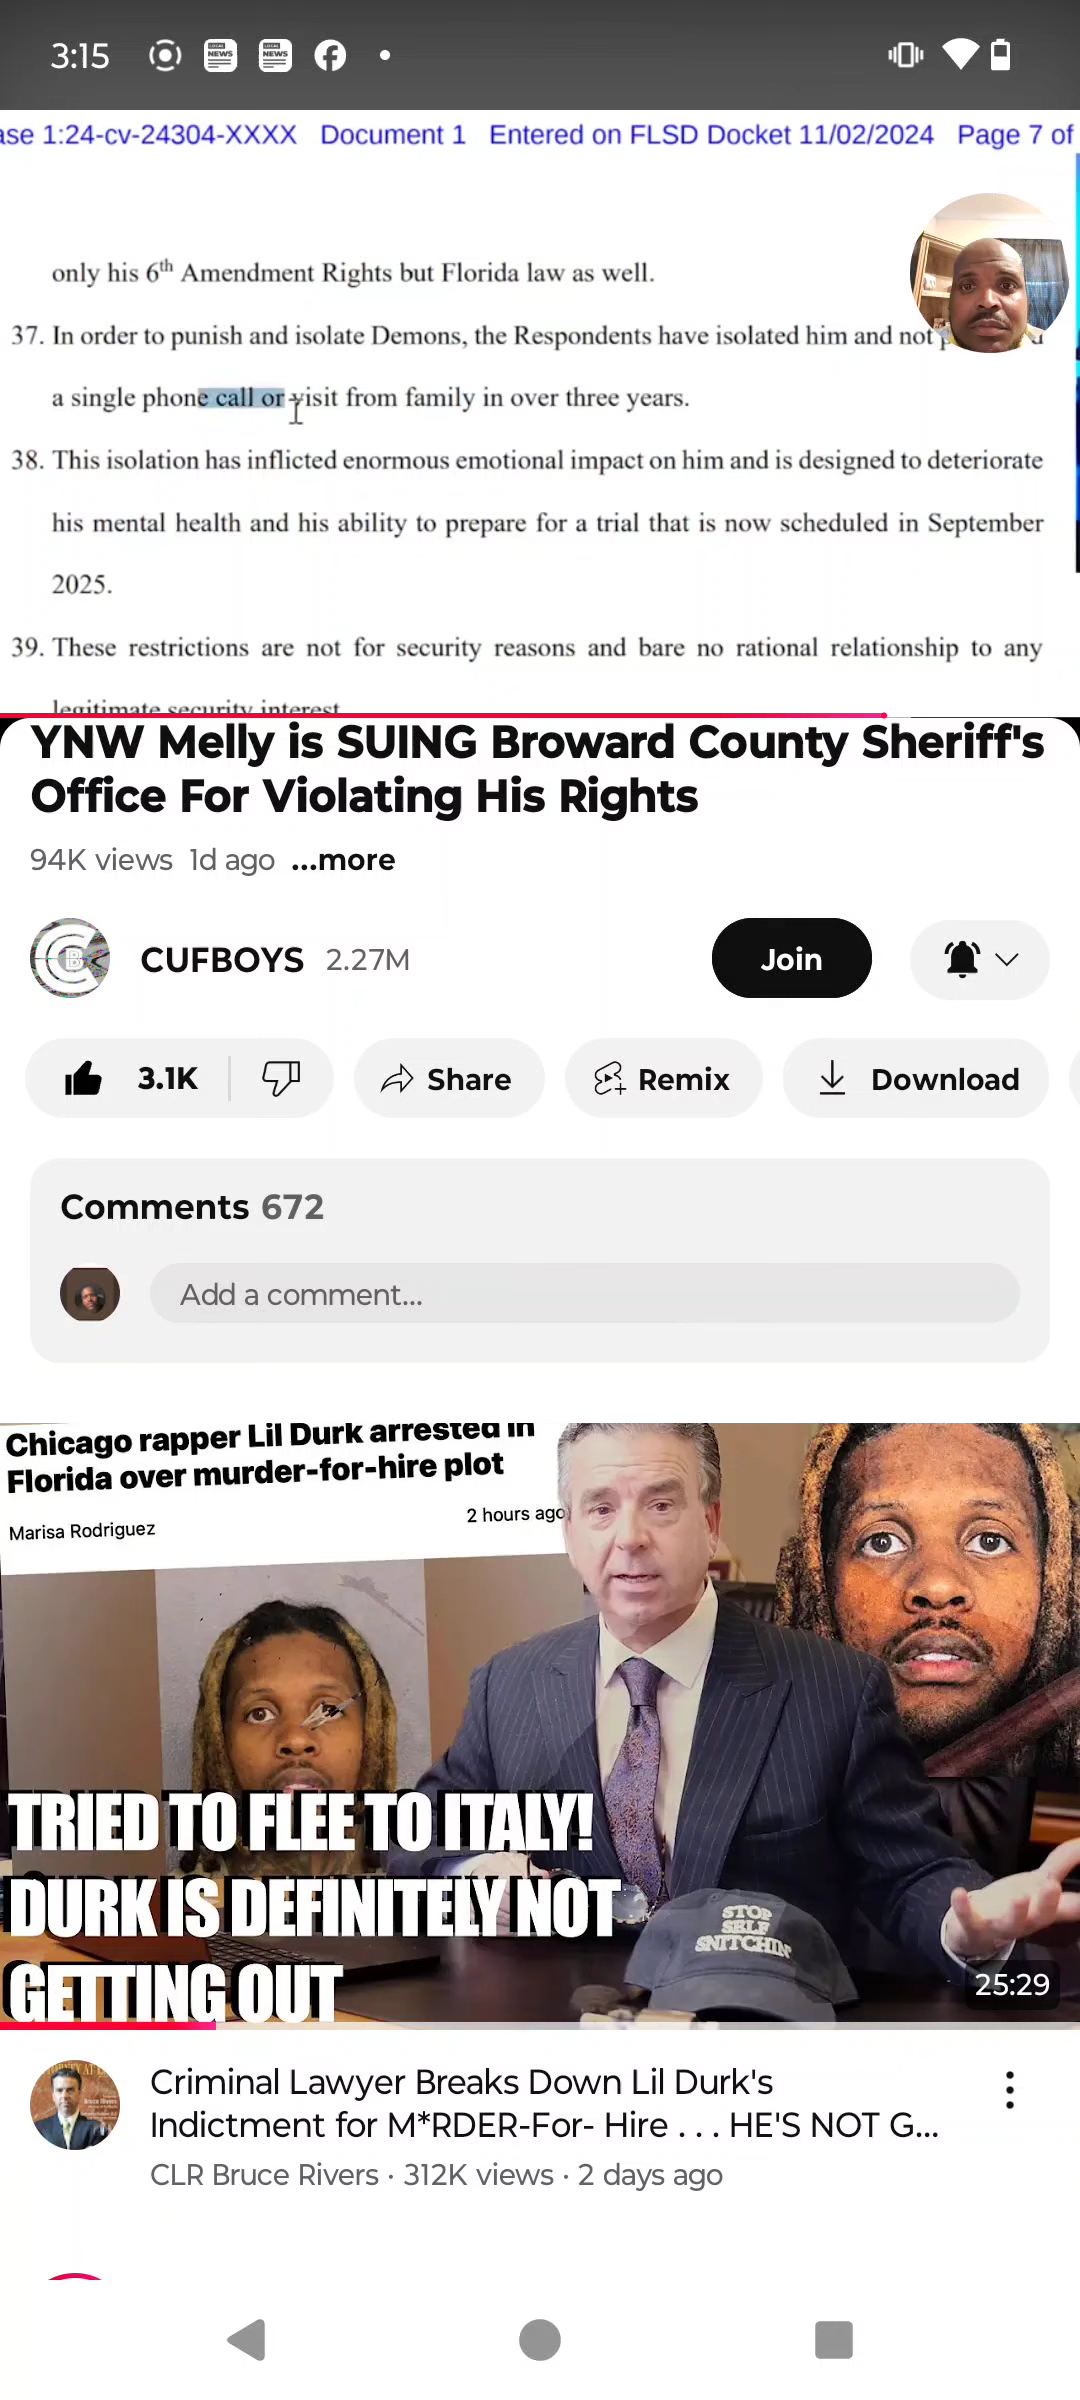 3:15
LOCAL NEWS
LOCAL NEWS
ase 1:24-cv-24304-XXXX Document 1 Entered on FLSD Docket 11/02/2024 Page 7 of
only his 6th Amendment Rights but Florida law as well.
37. In order to punish and isolate Demons, the Respondents have isolated him and not
a single phone call or visit from family in over three years.
38. This isolation has inflicted enormous emotional impact on him and is designed to deteriorate
his mental health and his ability to prepare for a trial that is now scheduled in September
2025.
39. These restrictions are not for security reasons and bare no rational relationship to any
legitimate security interest
YNW Melly is SUING Broward County Sheriff's
Office For Violating His Rights
94K views 1d ago ...more
CUFBOYS 2.27M
Join
3.1K
Share
Remix
Download
Comments 672
Add a comment...
Chicago rapper Lil Durk arrested in
Florida over murder-for-hire plot
Marisa Rodriguez
2 hours ago
TRIED TO FLEE TO ITALY!
DURK IS DEFINITELY NOT
GETTING OUT
STOP
SELF
SNITCHIN'
25:29
Criminal Lawyer Breaks Down Lil Durk's
Indictment for M*RDER-For- Hire . . . HE'S NOT G...
CLR Bruce Rivers · 312K views · 2 days ago